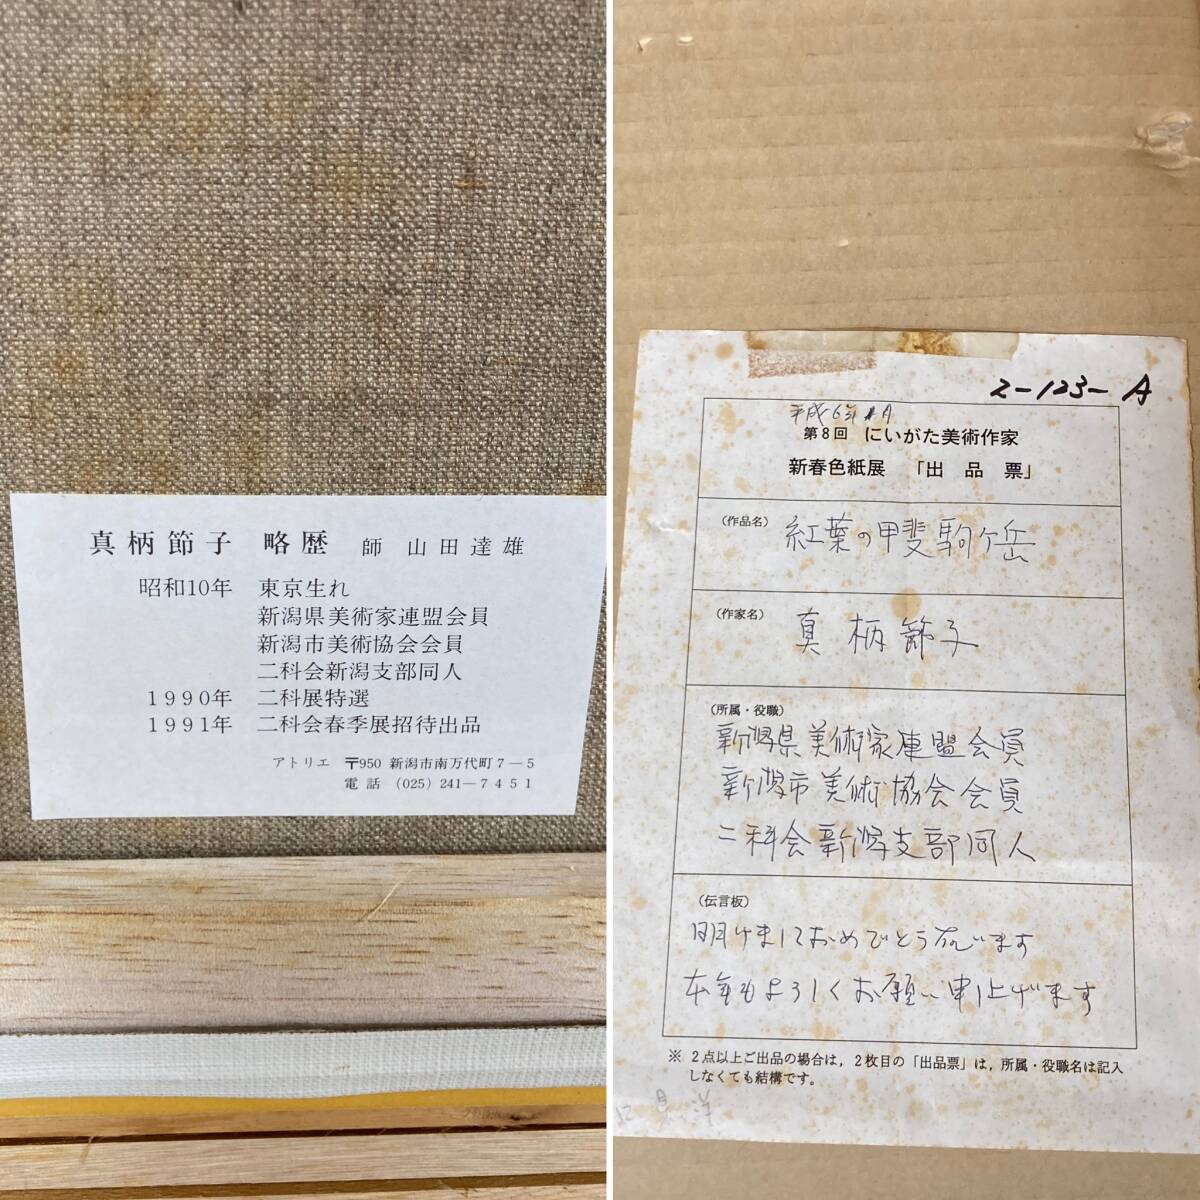 真柄節子 略歴 師 山田達雄
昭和10年 東京生れ
新潟県美術家連盟会員
新潟市美術協会会員
二科会新潟支部同人
1990年 二科展特選
1991年 二科会春季展招待出品
アトリエ 〒950 新潟市南万代町7-5
電話 (025) 241-7451
2-123-A
平成6年
第8回 にいがた美術作家
新春色紙展 「出品票」
(作品名) 紅葉の甲斐駒ヶ岳
(作家名) 真柄節子
(所属・役職)
新潟県美術家連盟会員
新潟市美術協会会員
二科会新潟支部同人
(伝言板)
明けましておめでとうございます
本年もよろしくお願い申上げます
※ 2点以上ご出品の場合は,2枚目の「出品票」は,所属・役職名は記入
しなくても結構です。